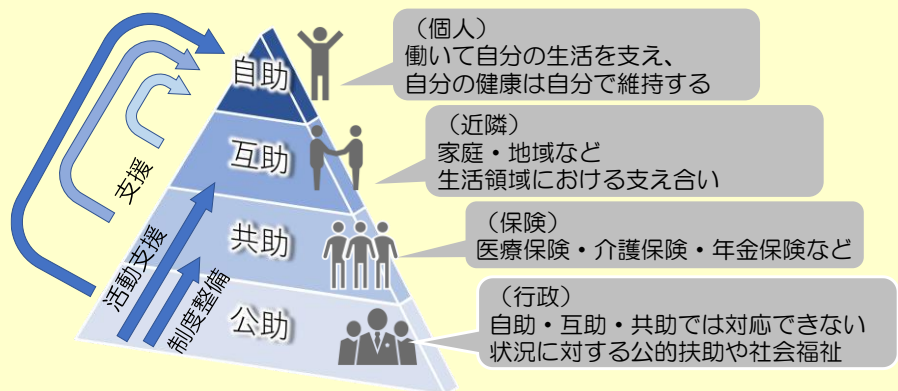 自助
（個人）
働いて自分の生活を支え、
自分の健康は自分で維持する
互助
（近隣）
家庭・地域など
生活領域における支え合い
共助
（保険）
医療保険・介護保険・年金保険など
公助
（行政）
自助・互助・共助では対応できない
状況に対する公的扶助や社会福祉
支援
活動支援
制度整備